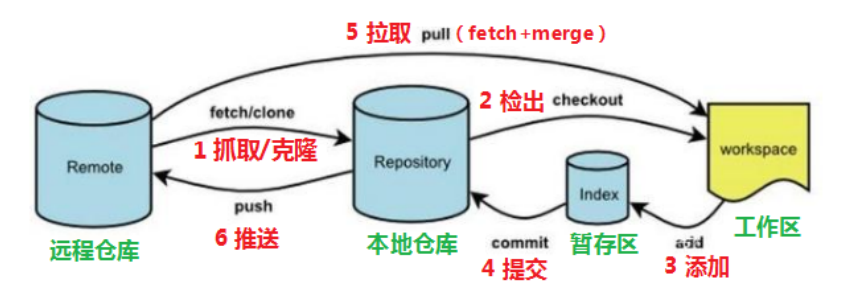 5 拉取 pull（fetch+merge）
fetch/clone
1 抓取/克隆
2 检出 checkout
Remote
Repository
workspace
Index
push
6 推送
commit
4 提交
add
3 添加
远程仓库
本地仓库
暂存区
工作区